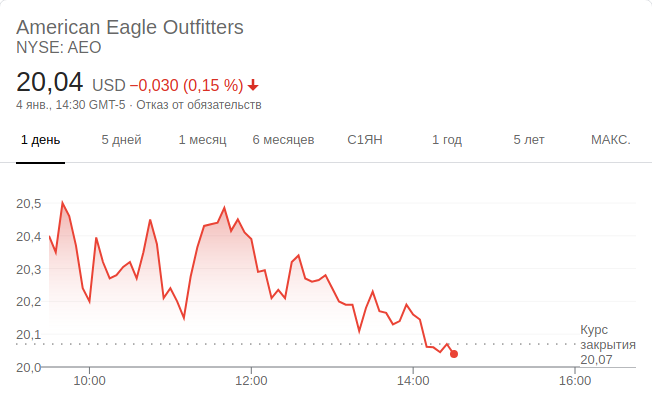 American Eagle Outfitters
NYSE: AEO
20,04 USD −0,030 (0,15 %)
4 янв., 14:30 GMT-5 · Отказ от обязательств
1 день 5 дней 1 месяц 6 месяцев С1ЯН 1 год 5 лет МАКС.
20,5
20,4
20,3
20,2
20,1
20,0
Курс
закрытия
20,07
10:00 12:00 14:00 16:00